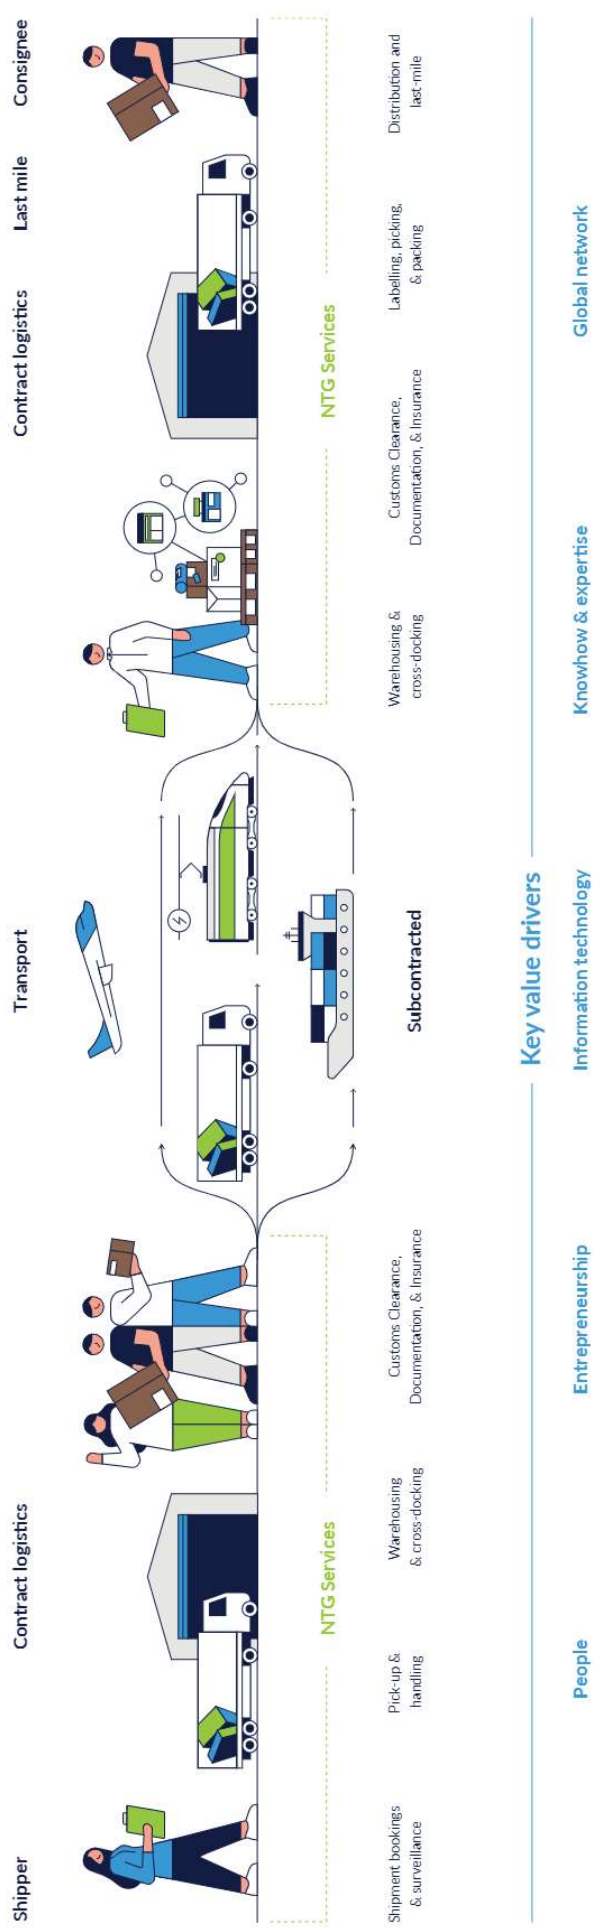 Shipper
Contract logistics
Transport
Contract logistics
Last mile
Consignee
NTG Services
Subcontracted
NTG Services
Shipment bookings
& surveillance
Pick-up &
handling
Warehousing
& cross-docking
Customs Clearance,
Documentation, & Insurance
Warehousing &
cross-docking
Customs Clearance,
Documentation, & Insurance
Labelling, picking,
& packing
Distribution and
last-mile
Key value drivers
People
Entrepreneurship
Information technology
Knowhow & expertise
Global network